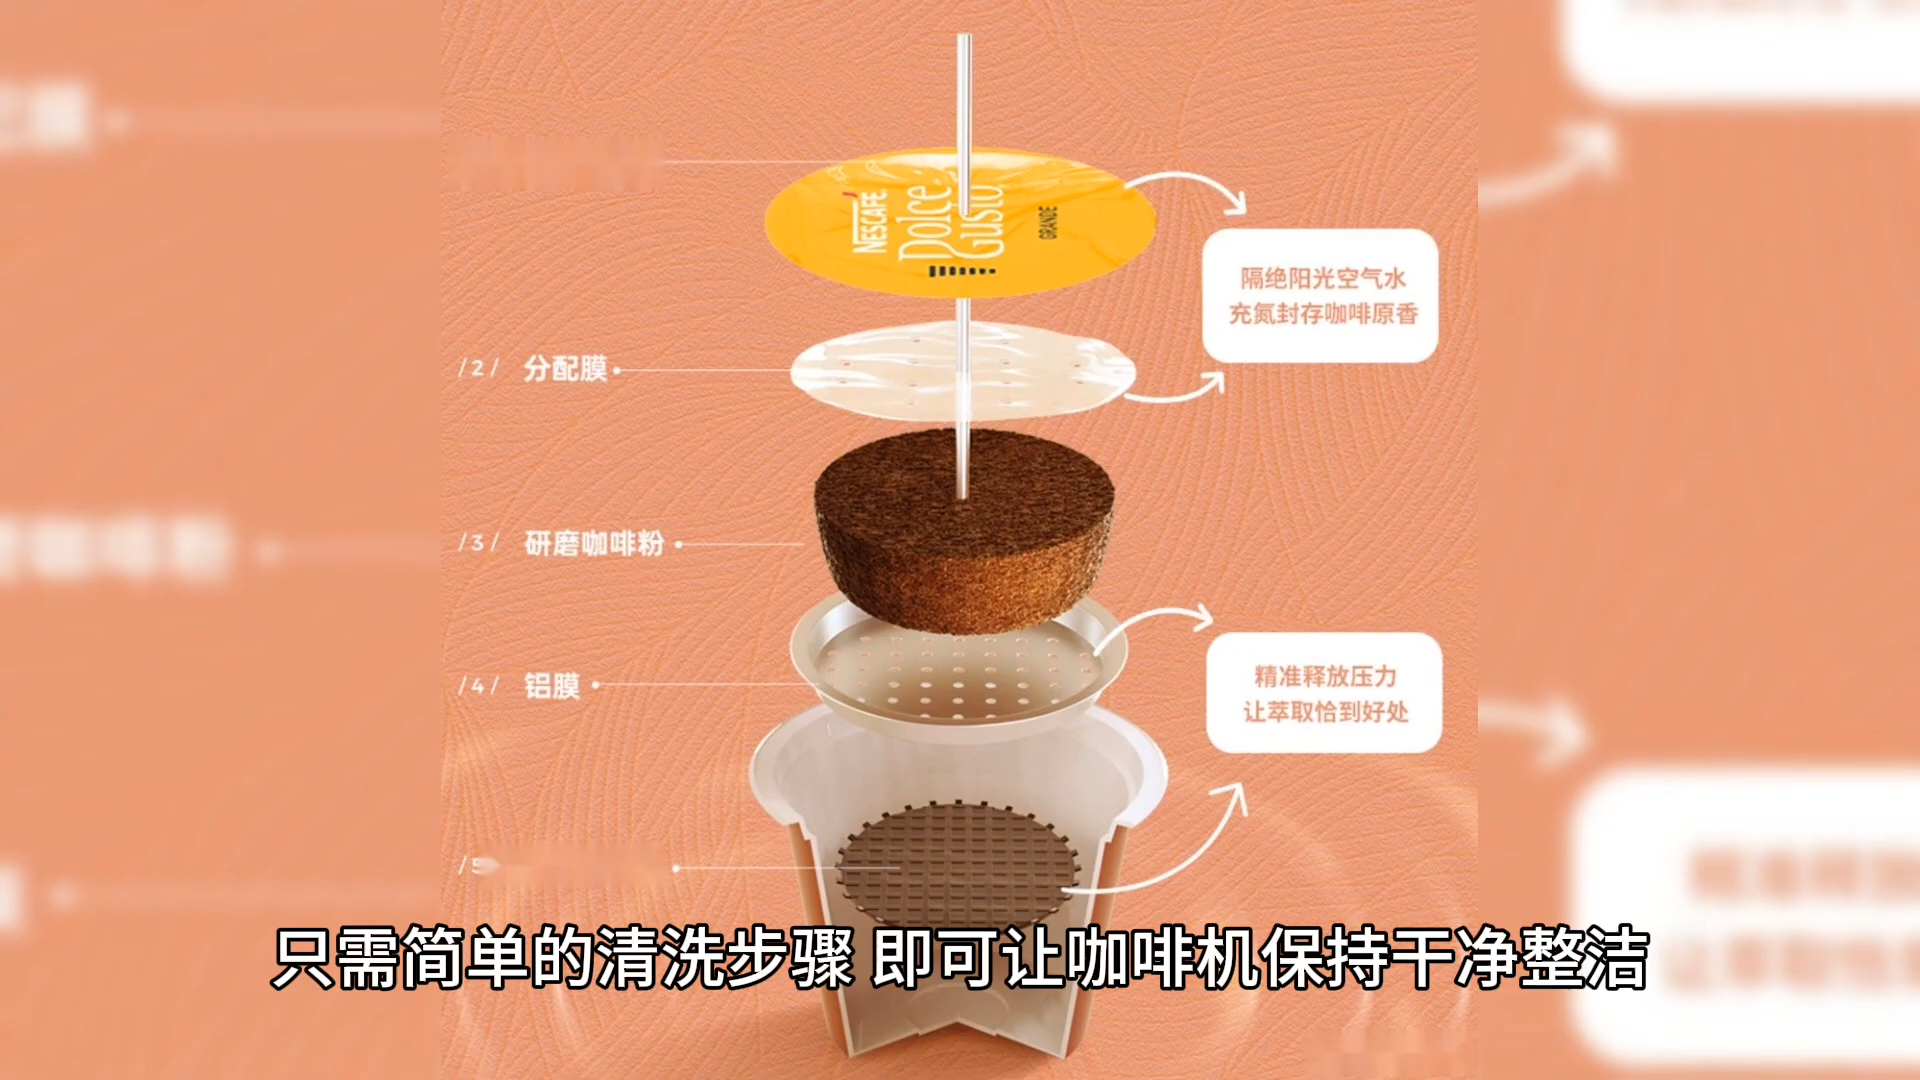 NESCAFÉ
Dolce
Gusto
GRANDE
隔绝阳光空气水
充氮封存咖啡原香
/2/ 分配膜
/3/ 研磨咖啡粉
/4/ 铝膜
精准释放压力
让萃取恰到好处
/5
只需简单的清洗步骤 即可让咖啡机保持干净整洁